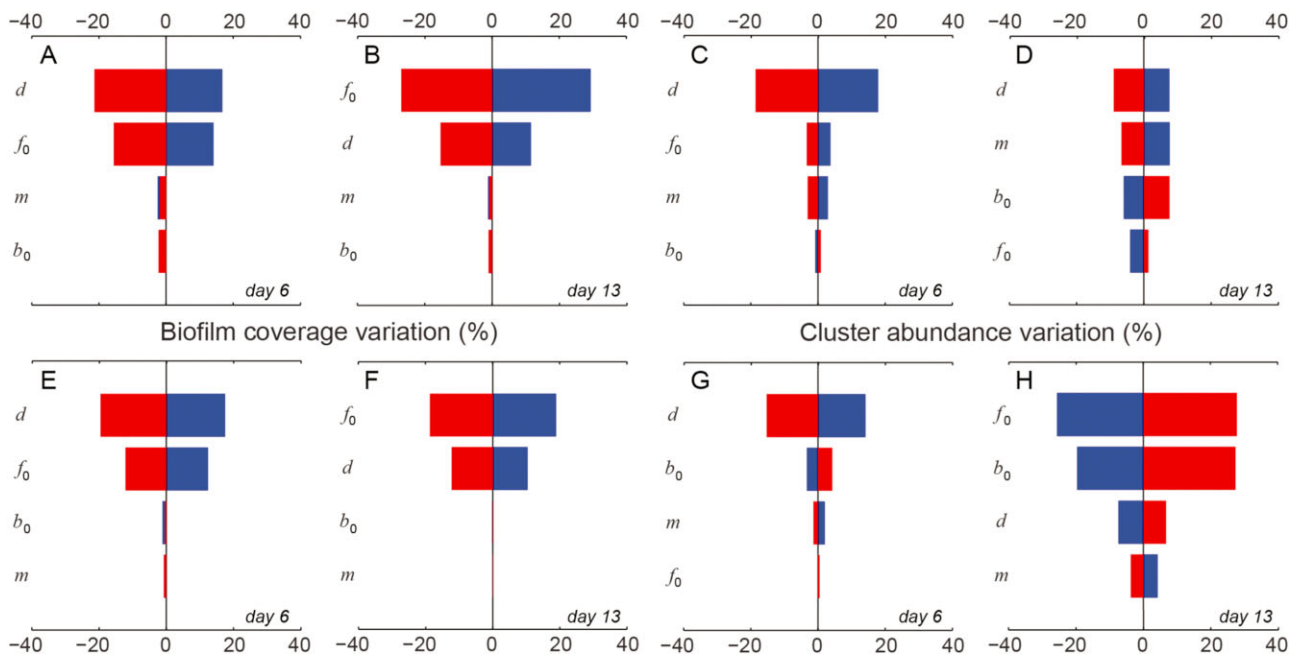 −40 −20 0 20 40 −40 −20 0 20 40 −40 −20 0 20 40 −40 −20 0 20 40
A B C D
d f₀ d d
f₀ d f₀ m
m m m b₀
b₀ b₀ b₀ f₀
day 6 day 13 day 6 day 13
Biofilm coverage variation (%) Cluster abundance variation (%)
E F G H
d f₀ d f₀
f₀ d b₀ b₀
b₀ b₀ m d
m m f₀ m
day 6 day 13 day 6 day 13
−40 −20 0 20 40 −40 −20 0 20 40 −40 −20 0 20 40 −40 −20 0 20 40